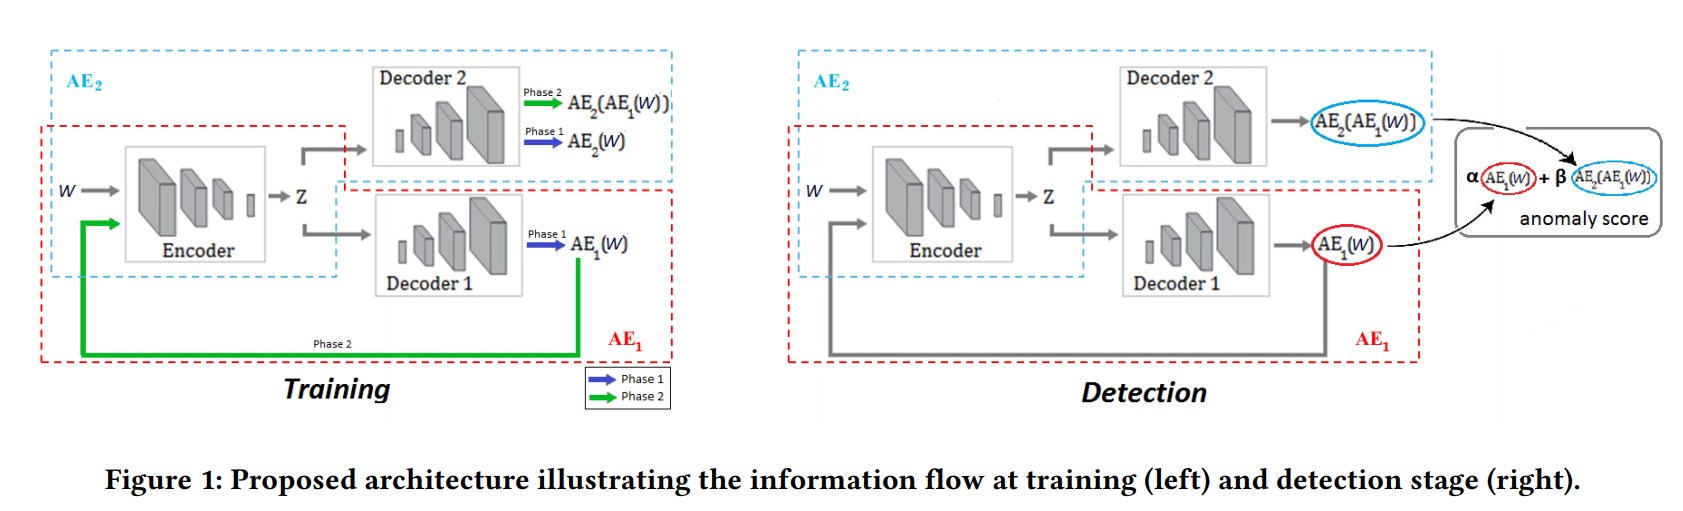 AE2
Decoder 2
Phase 2
AE2(AE1(W))
Phase 1
AE2(W)
W
Z
Encoder
Phase 1
AE1(W)
Decoder 1
Phase 2
AE1
Training
Phase 1
Phase 2
AE2
Decoder 2
AE2(AE1(W))
W
Z
Encoder
α AE1(W) + β AE2(AE1(W))
anomaly score
AE1(W)
Decoder 1
AE1
Detection
Figure 1: Proposed architecture illustrating the information flow at training (left) and detection stage (right).